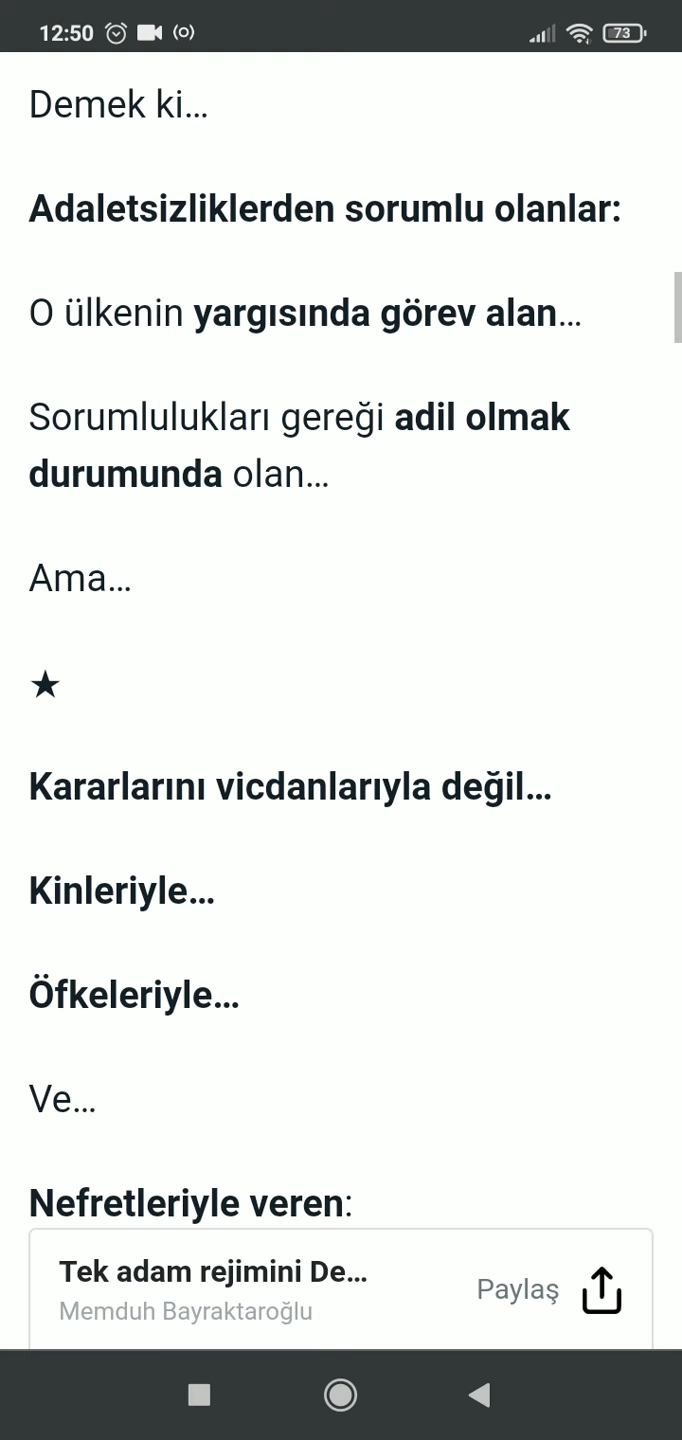 12:50
73
Demek ki...
Adaletsizliklerden sorumlu olanlar:
O ülkenin yargısında görev alan...
Sorumlulukları gereği adil olmak
durumunda olan...
Ama...
★
Kararlarını vicdanlarıyla değil...
Kinleriyle...
Öfkeleriyle...
Ve...
Nefretleriyle veren:
Tek adam rejimini De...
Memduh Bayraktaroğlu
Paylaş